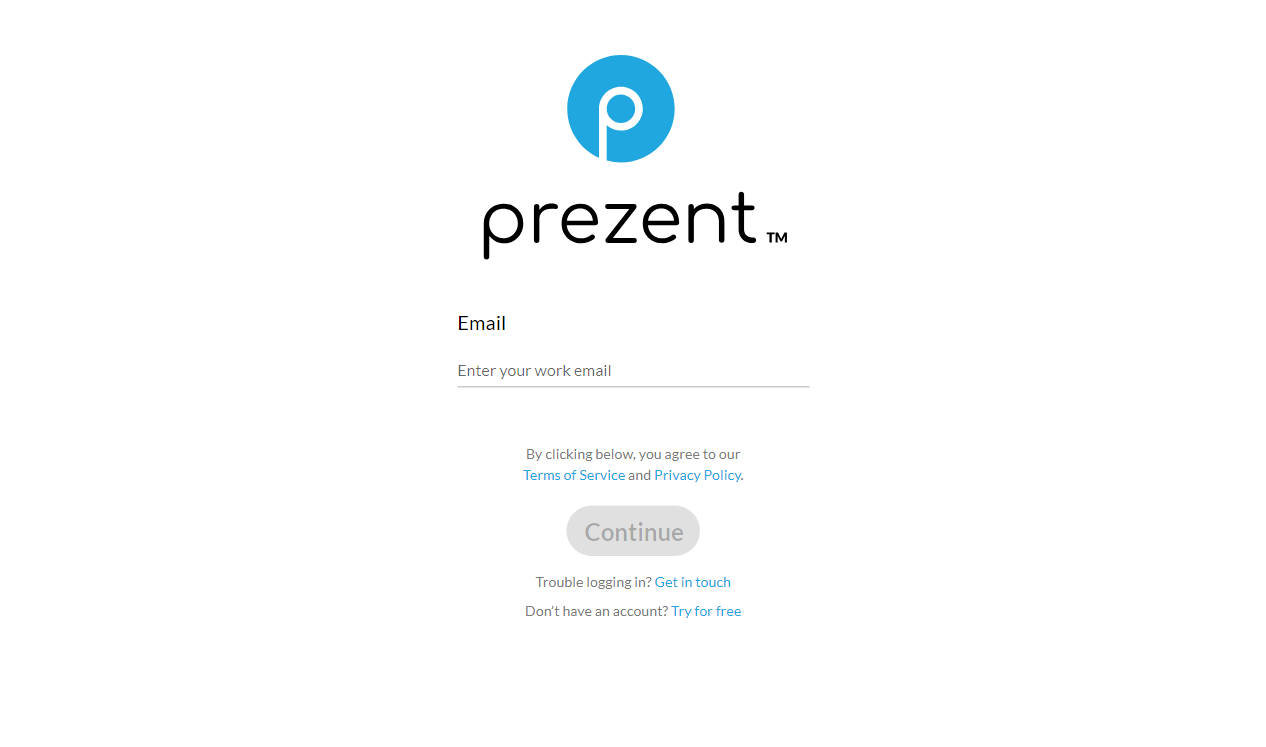 prezent™
Email
Enter your work email
By clicking below, you agree to our
Terms of Service and Privacy Policy.
Continue
Trouble logging in? Get in touch
Don't have an account? Try for free